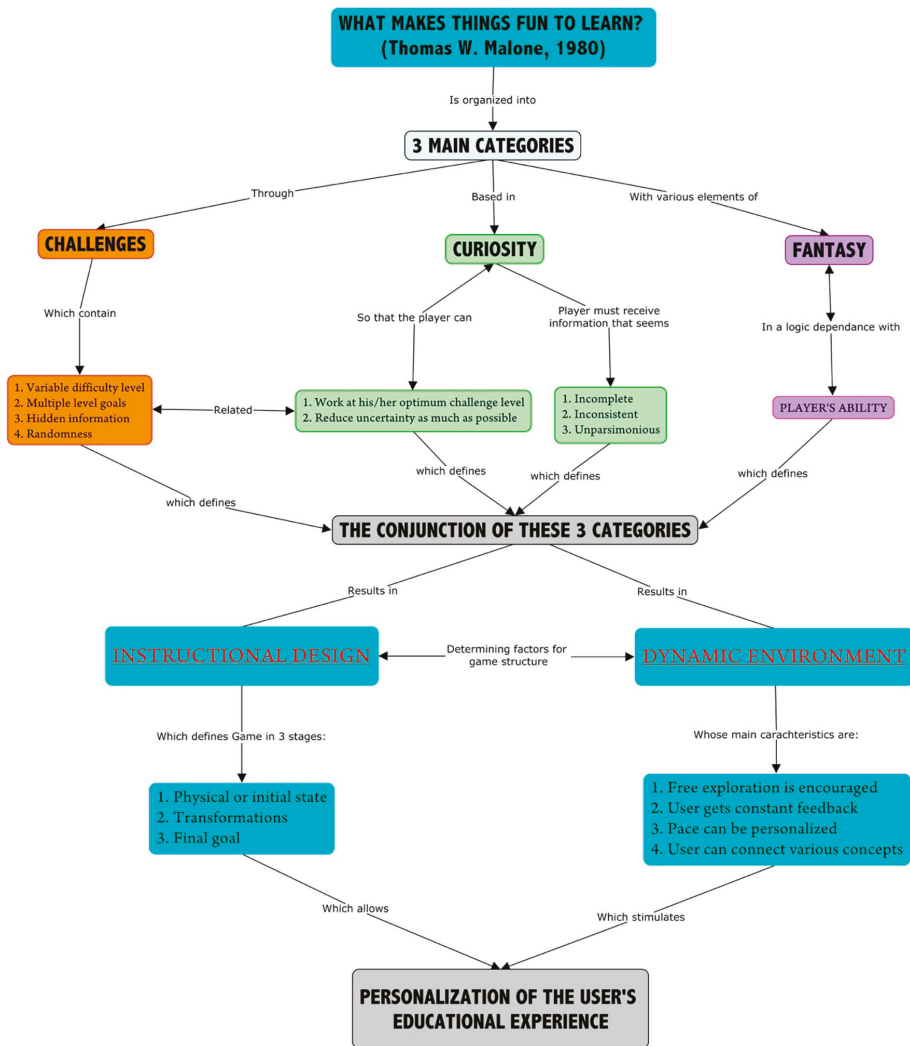 WHAT MAKES THINGS FUN TO LEARN?
(Thomas W. Malone, 1980)
Is organized into
3 MAIN CATEGORIES
Through
Based in
With various elements of
CHALLENGES
CURIOSITY
FANTASY
Which contain
So that the player can
Player must receive
information that seems
In a logic dependance with
1. Variable difficulty level
2. Multiple level goals
3. Hidden information
4. Randomness
Related
1. Work at his/her optimum challenge level
2. Reduce uncertainty as much as possible
1. Incomplete
2. Inconsistent
3. Unparsimonious
PLAYER'S ABILITY
which defines
which defines
which defines
which defines
THE CONJUNCTION OF THESE 3 CATEGORIES
Results in
Results in
INSTRUCTIONAL DESIGN
Determining factors for
game structure
DYNAMIC ENVIRONMENT
Which defines Game in 3 stages:
Whose main carachteristics are:
1. Physical or initial state
2. Transformations
3. Final goal
1. Free exploration is encouraged
2. User gets constant feedback
3. Pace can be personalized
4. User can connect various concepts
Which allows
Which stimulates
PERSONALIZATION OF THE USER'S
EDUCATIONAL EXPERIENCE